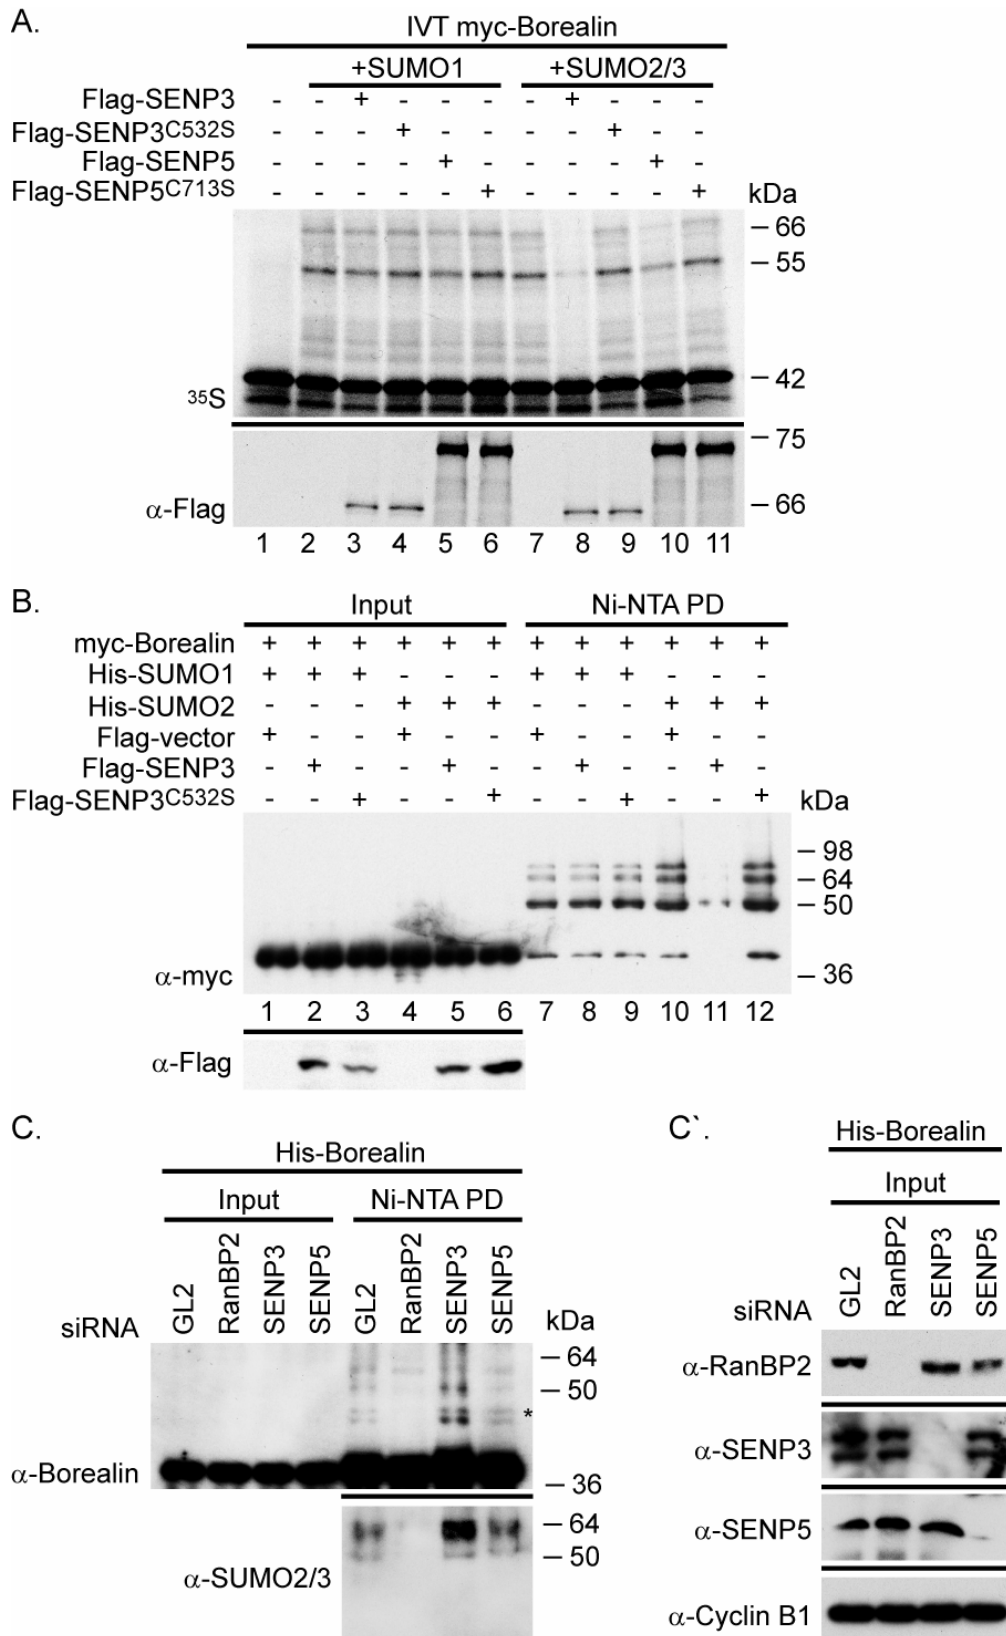 A.
IVT myc-Borealin
+SUMO1 +SUMO2/3
Flag-SENP3 - - + - - - - + - - -
Flag-SENP3C532S - - - + - - - - + - -
Flag-SENP5 - - - - + - - - - + -
Flag-SENP5C713S - - - - - + - - - - +
kDa
66
55
42
35S
75
66
α-Flag
1 2 3 4 5 6 7 8 9 10 11
B.
Input Ni-NTA PD
myc-Borealin + + + + + + + + + + + +
His-SUMO1 + + + - - - + + + - - -
His-SUMO2 - - - + + + - - - + + +
Flag-vector + - - + - - + - - + - -
Flag-SENP3 - + - - + - - + - - + -
Flag-SENP3C532S - - + - - + - - + - - +
kDa
98
64
50
36
α-myc
1 2 3 4 5 6 7 8 9 10 11 12
α-Flag
C.
His-Borealin
Input Ni-NTA PD
siRNA GL2 RanBP2 SENP3 SENP5 GL2 RanBP2 SENP3 SENP5
kDa
64
50
*
36
α-Borealin
64
50
α-SUMO2/3
C`.
His-Borealin
Input
siRNA GL2 RanBP2 SENP3 SENP5
α-RanBP2
α-SENP3
α-SENP5
α-Cyclin B1